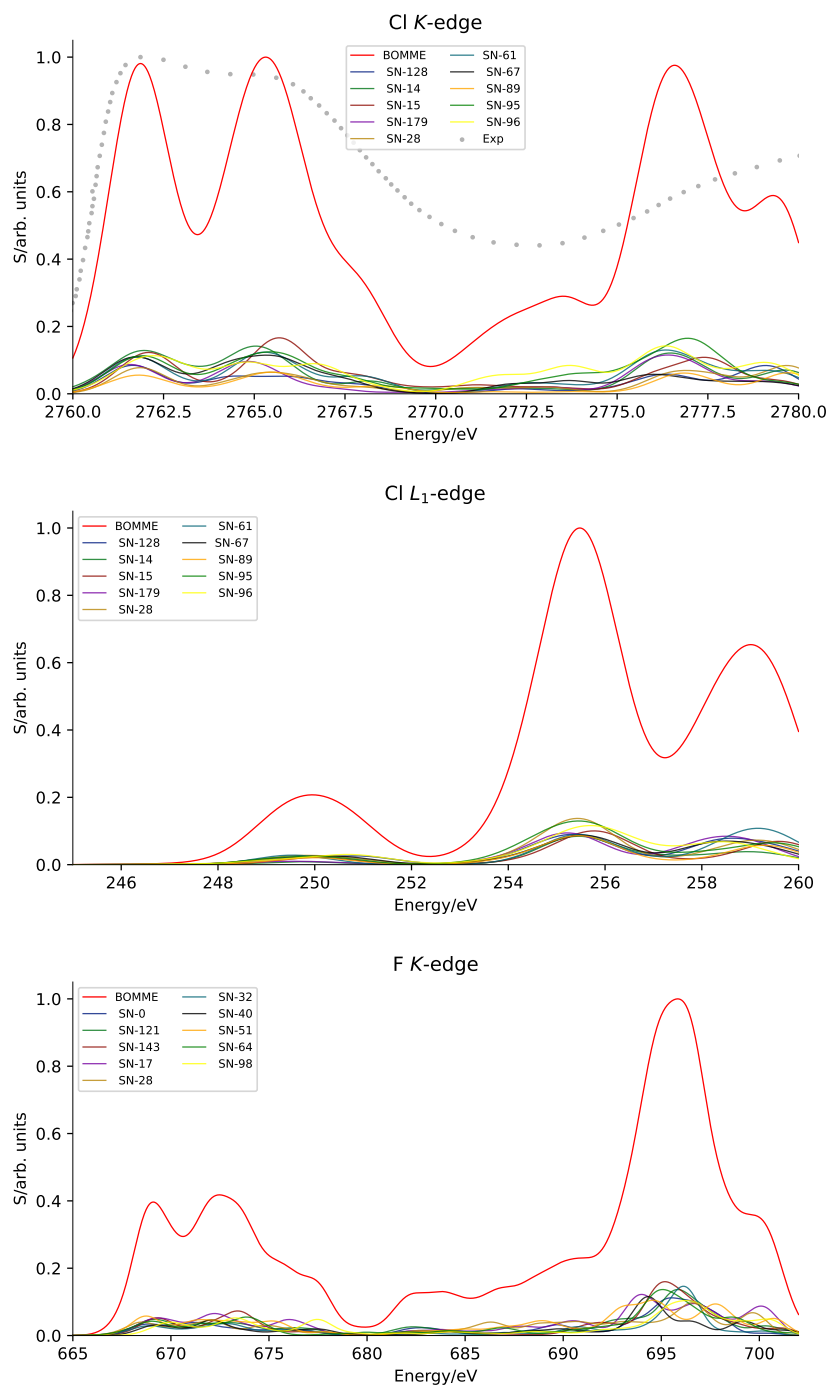 Cl K-edge
S/arb. units
1.0
0.8
0.6
0.4
0.2
0.0
BOMME
SN-128
SN-14
SN-15
SN-179
SN-28
SN-61
SN-67
SN-89
SN-95
SN-96
Exp
2760.0 2762.5 2765.0 2767.5 2770.0 2772.5 2775.0 2777.5 2780.0
Energy/eV
Cl L₁-edge
S/arb. units
1.0
0.8
0.6
0.4
0.2
0.0
BOMME
SN-128
SN-14
SN-15
SN-179
SN-28
SN-61
SN-67
SN-89
SN-95
SN-96
246 248 250 252 254 256 258 260
Energy/eV
F K-edge
S/arb. units
1.0
0.8
0.6
0.4
0.2
0.0
BOMME
SN-0
SN-121
SN-143
SN-17
SN-28
SN-32
SN-40
SN-51
SN-64
SN-98
665 670 675 680 685 690 695 700
Energy/eV